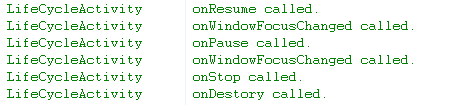 LifeCycleActivity onResume called.
LifeCycleActivity onWindowFocusChanged called.
LifeCycleActivity onPause called.
LifeCycleActivity onWindowFocusChanged called.
LifeCycleActivity onStop called.
LifeCycleActivity onDestory called.